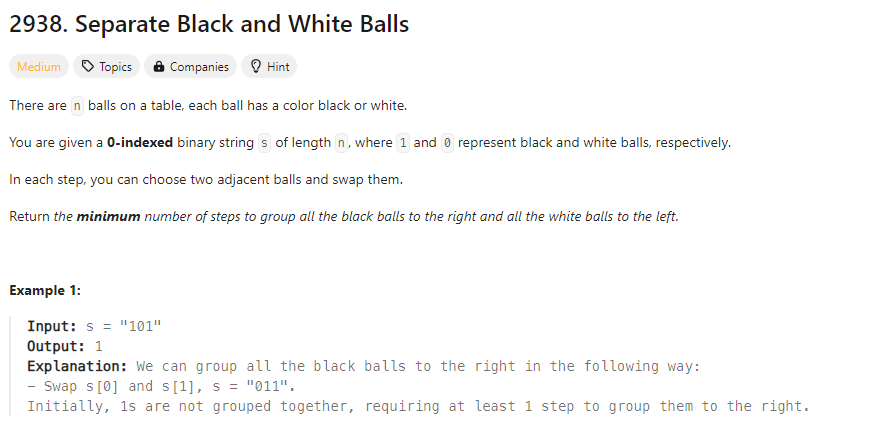 2938. Separate Black and White Balls
Medium Topics Companies Hint
There are n balls on a table, each ball has a color black or white.
You are given a 0-indexed binary string s of length n, where 1 and 0 represent black and white balls, respectively.
In each step, you can choose two adjacent balls and swap them.
Return the minimum number of steps to group all the black balls to the right and all the white balls to the left.
Example 1:
Input: s = "101"
Output: 1
Explanation: We can group all the black balls to the right in the following way:
- Swap s[0] and s[1], s = "011".
Initially, 1s are not grouped together, requiring at least 1 step to group them to the right.